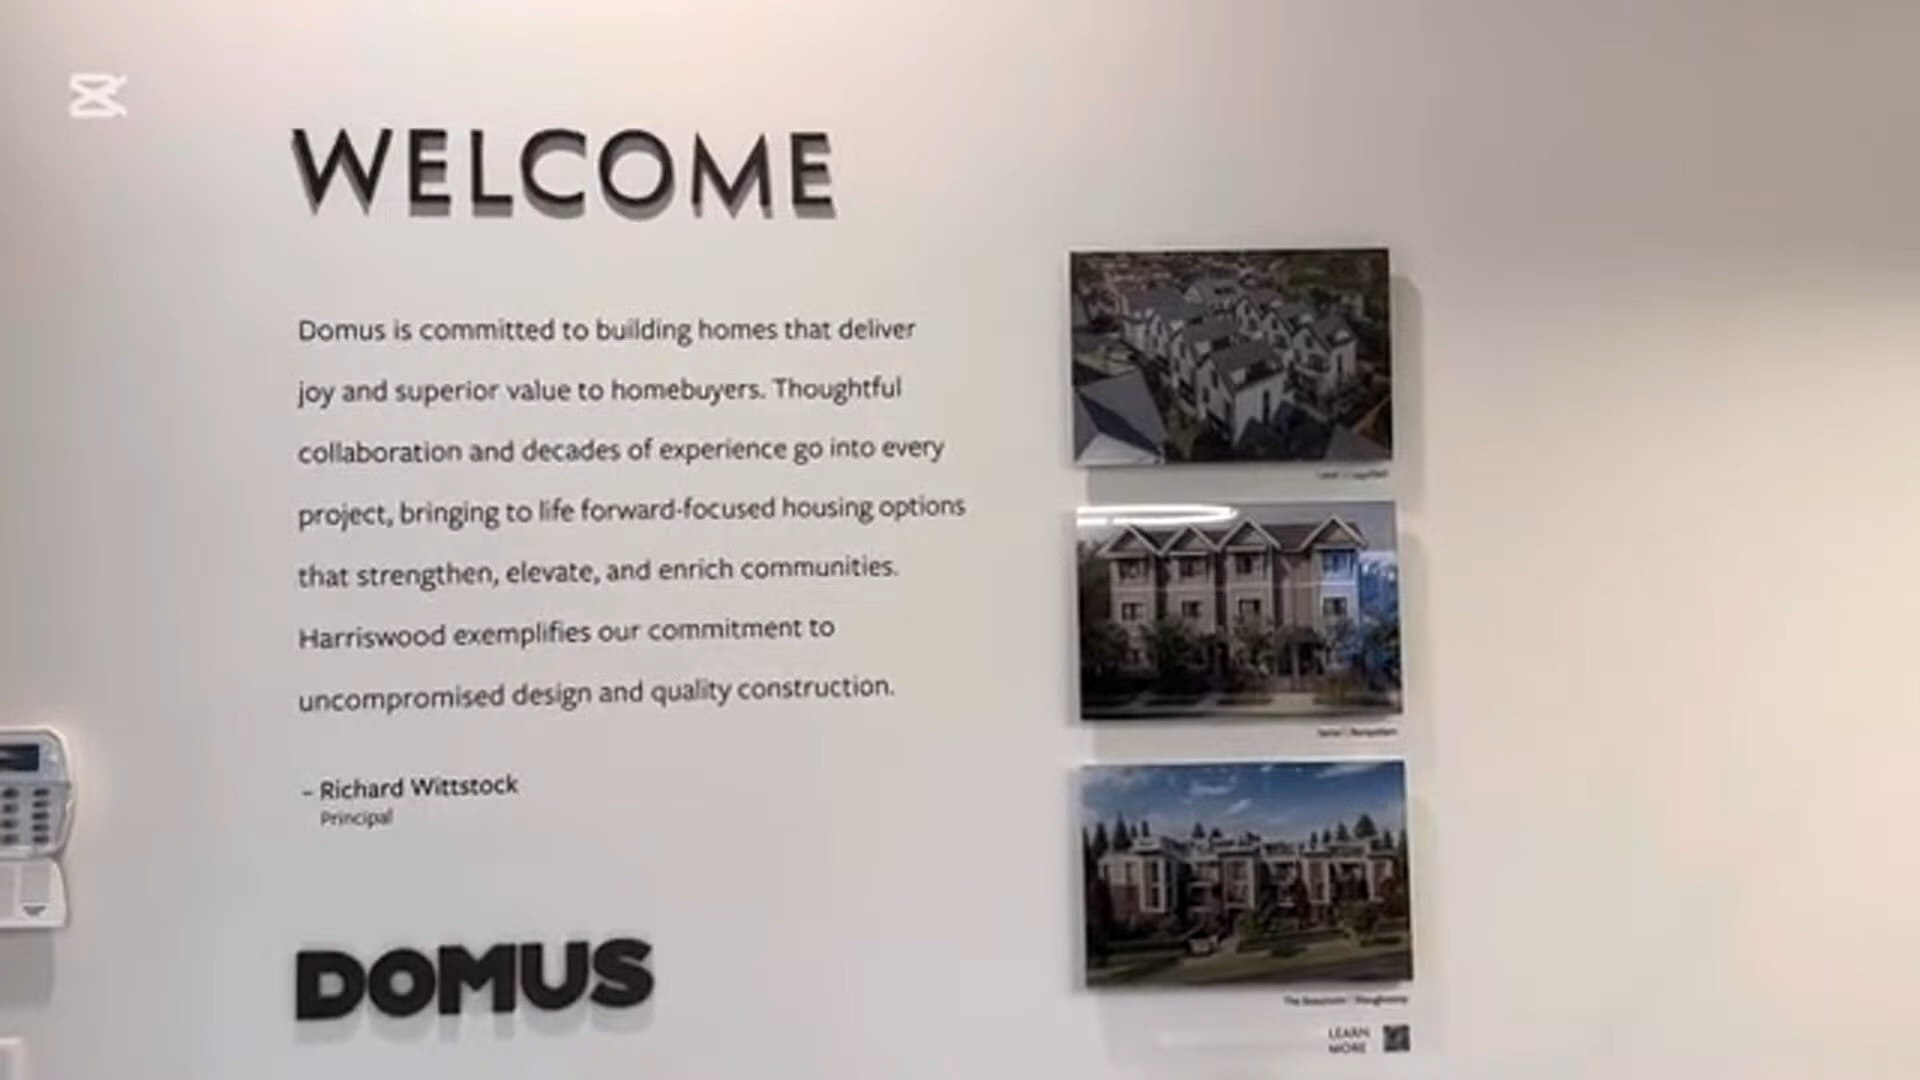 WELCOME
Domus is committed to building homes that deliver
joy and superior value to homebuyers. Thoughtful
collaboration and decades of experience go into every
project, bringing to life forward-focused housing options
that strengthen, elevate, and enrich communities.
Harriswood exemplifies our commitment to
uncompromised design and quality construction.
– Richard Wittstock
Principal
DOMUS
LEARN
MORE